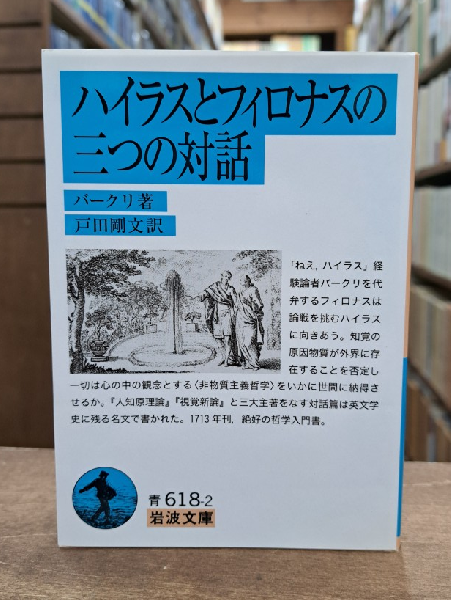 ハイラスとフィロナスの
三つの対話
バークリ著
戸田剛文訳
「ねえ,ハイラス」経
験論者バークリを代
弁するフィロナスは
論戦を挑むハイラス
に向きあう。知覚の
原因物質が外界に存
在することを否定し
一切は心の中の観念とする〈非物質主義哲学〉をいかに世間に納得さ
せるか。『人知原理論』『視覚新論』と三大主著をなす対話篇は英文学
史に残る名文で書かれた。1713年刊.絶好の哲学入門書。
青618-2
岩波文庫